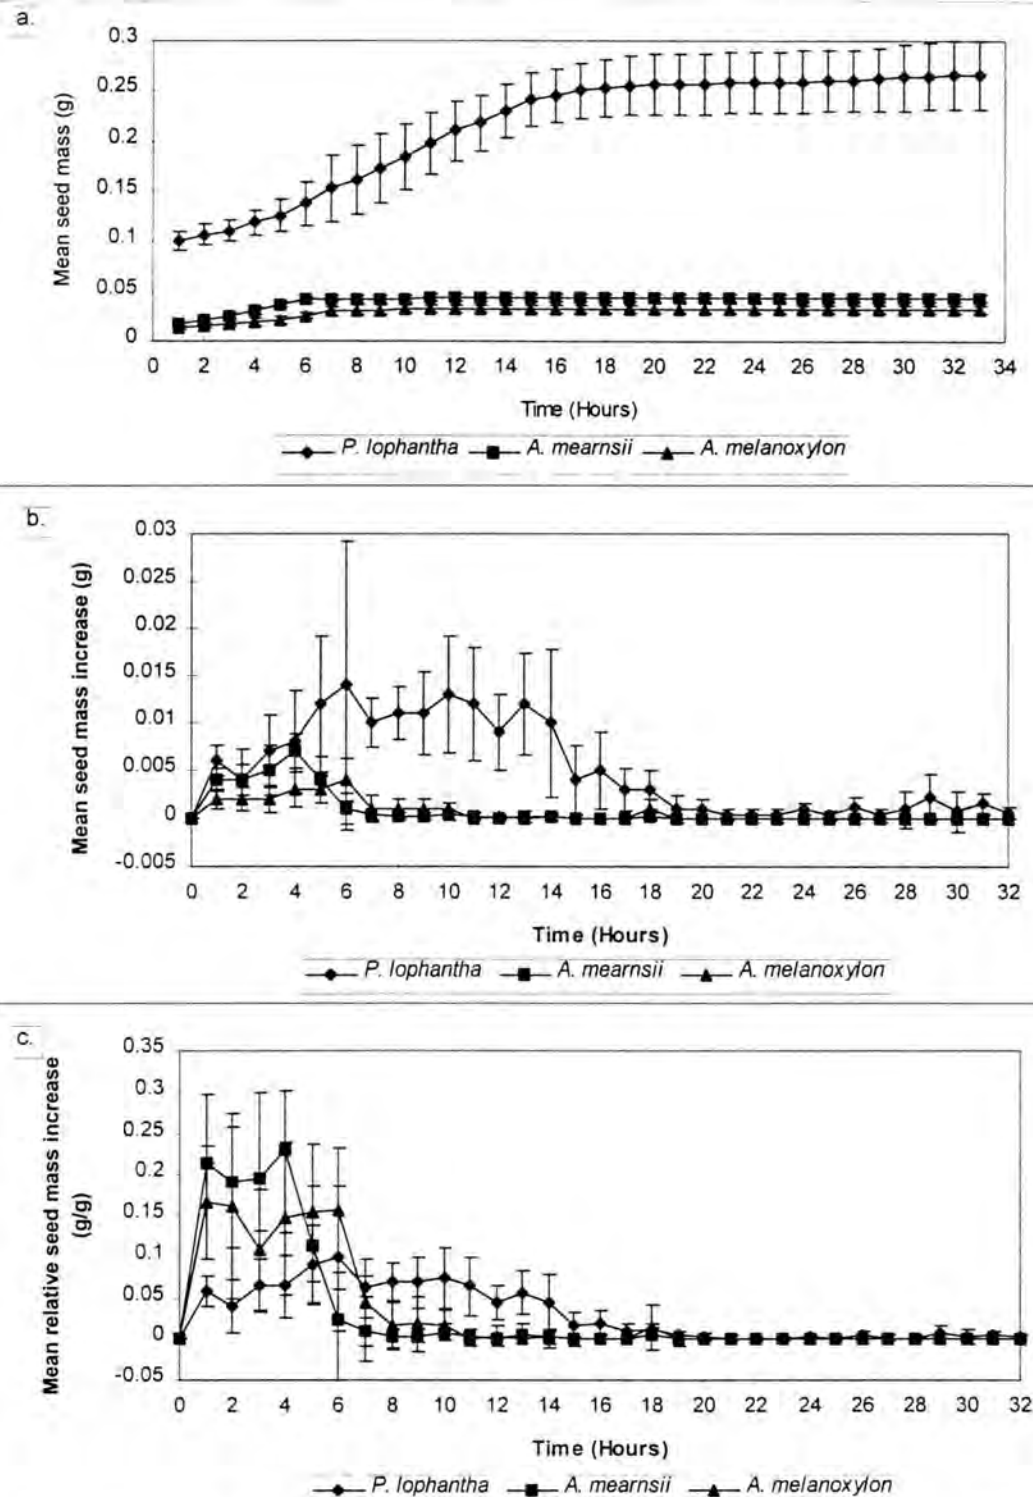 a.
0.3
0.25
0.2
0.15
0.1
0.05
0
Mean seed mass (g)
0 2 4 6 8 10 12 14 16 18 20 22 24 26 28 30 32 34
Time (Hours)
P. lophantha A. mearnsii A. melanoxylon
b.
0.03
0.025
0.02
0.015
0.01
0.005
0
-0.005
Mean seed mass increase (g)
0 2 4 6 8 10 12 14 16 18 20 22 24 26 28 30 32
Time (Hours)
P. lophantha A. mearnsii A. melanoxylon
c.
0.35
0.3
0.25
0.2
0.15
0.1
0.05
0
-0.05
Mean relative seed mass increase
(g/g)
0 2 4 6 8 10 12 14 16 18 20 22 24 26 28 30 32
Time (Hours)
P. lophantha A. mearnsii A. melanoxylon